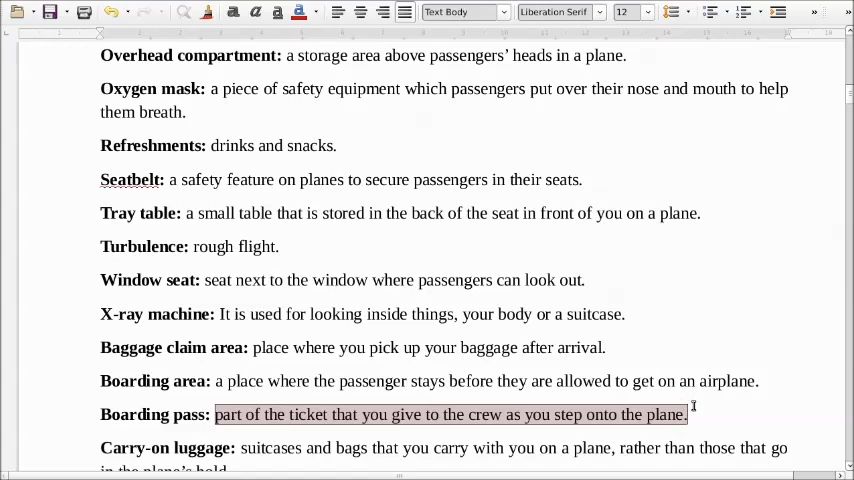 Text Body
Liberation Serif
12
Overhead compartment: a storage area above passengers’ heads in a plane.
Oxygen mask: a piece of safety equipment which passengers put over their nose and mouth to help
them breath.
Refreshments: drinks and snacks.
Seatbelt: a safety feature on planes to secure passengers in their seats.
Tray table: a small table that is stored in the back of the seat in front of you on a plane.
Turbulence: rough flight.
Window seat: seat next to the window where passengers can look out.
X-ray machine: It is used for looking inside things, your body or a suitcase.
Baggage claim area: place where you pick up your baggage after arrival.
Boarding area: a place where the passenger stays before they are allowed to get on an airplane.
Boarding pass: part of the ticket that you give to the crew as you step onto the plane.
Carry-on luggage: suitcases and bags that you carry with you on a plane, rather than those that go
in the plane’s hold